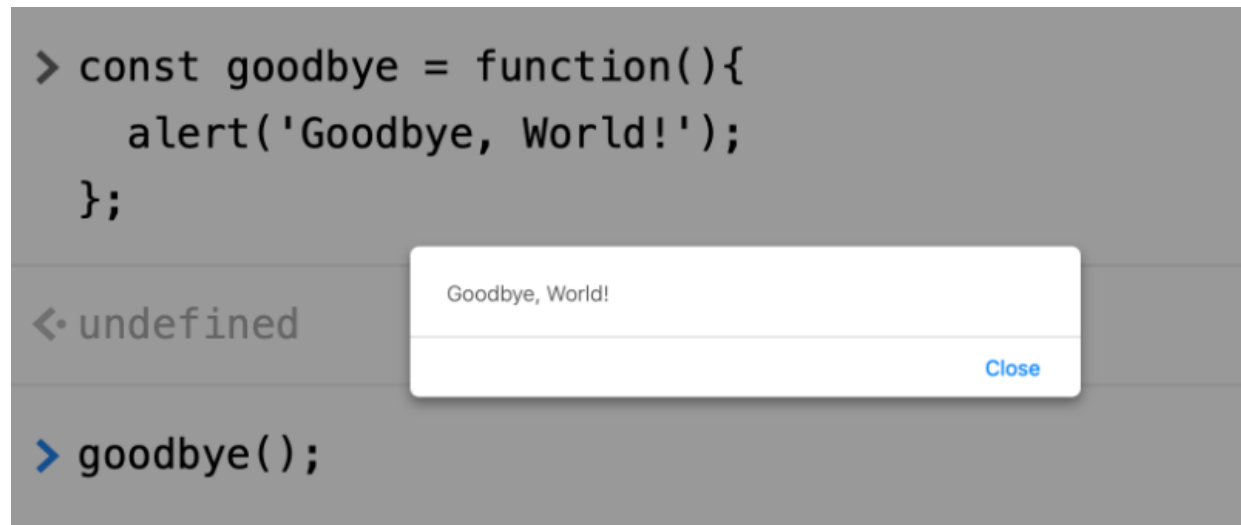 > const goodbye = function(){
alert('Goodbye, World!');
};
Goodbye, World!
undefined
Close
> goodbye();